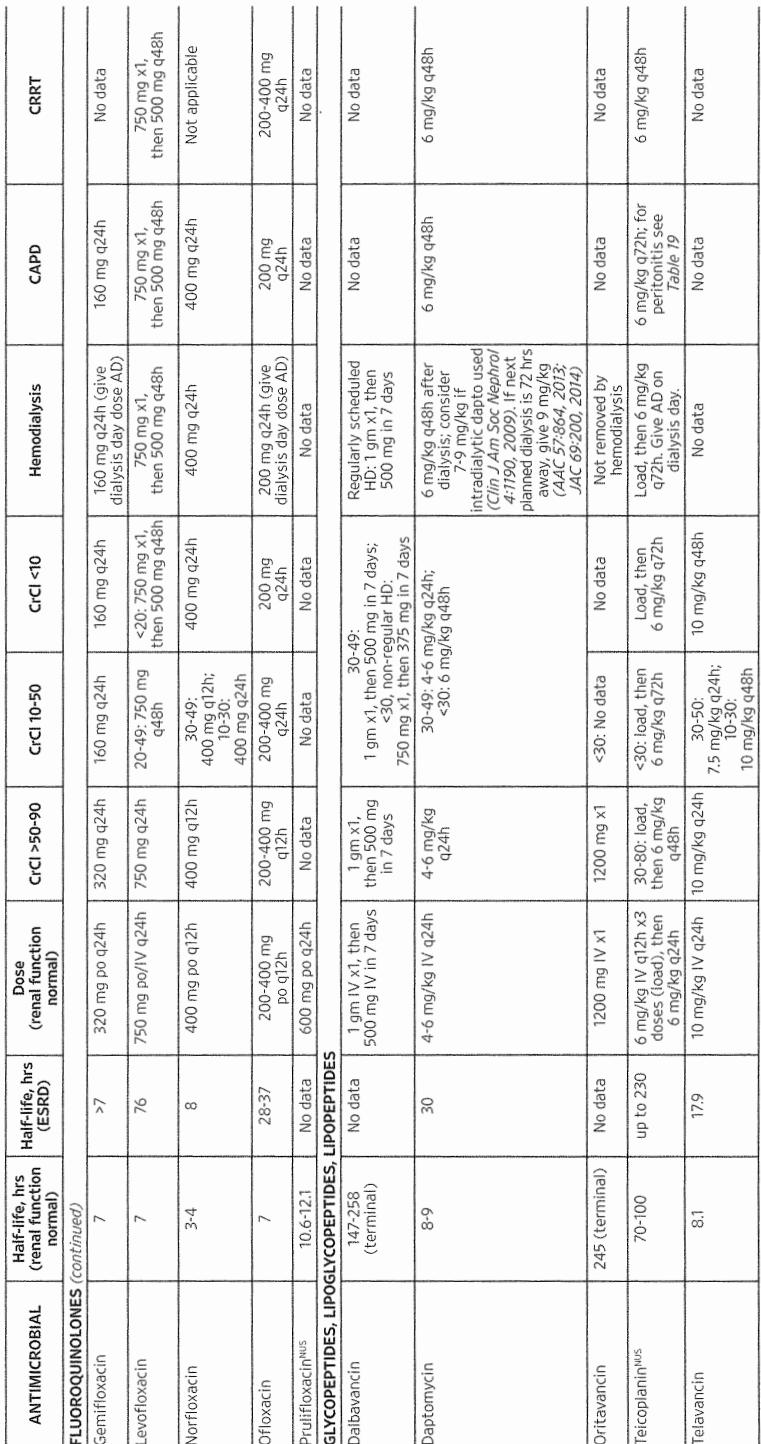 ANTIMICROBIAL
Half-life, hrs
(renal function
normal)
Half-life, hrs
(ESRD)
Dose
(renal function
normal)
CrCl >50-90
CrCl 10-50
CrCl <10
Hemodialysis
CAPD
CRRT
FLUOROQUINOLONES (continued)
Gemifloxacin
7
>7
320 mg po q24h
320 mg q24h
160 mg q24h
160 mg q24h
160 mg q24h (give
dialysis day dose AD)
160 mg q24h
No data
Levofloxacin
7
76
750 mg po/IV q24h
750 mg q24h
20-49: 750 mg
q48h
<20: 750 mg x1,
then 500 mg q48h
750 mg x1,
then 500 mg q48h
750 mg x1,
then 500 mg q48h
750 mg x1,
then 500 mg q48h
Norfloxacin
3-4
8
400 mg po q12h
400 mg q12h
30-49:
400 mg q12h;
10-30:
400 mg q24h
400 mg q24h
400 mg q24h
400 mg q24h
Not applicable
Ofloxacin
7
28-37
200-400 mg
po q12h
200-400 mg
q12h
200-400 mg
q24h
200 mg
q24h
200 mg q24h (give
dialysis day dose AD)
200 mg
q24h
200-400 mg
q24h
Prulifloxacin NUS
10.6-12.1
No data
600 mg po q24h
No data
No data
No data
No data
No data
No data
GLYCOPEPTIDES, LIPOGLYCOPEPTIDES, LIPOPEPTIDES
Dalbavancin
147-258
(terminal)
No data
1 gm IV x1, then
500 mg IV in 7 days
1 gm x1,
then 500 mg
in 7 days
30-49:
1 gm x1, then 500 mg in 7 days;
<30, non-regular HD:
750 mg x1, then 375 mg in 7 days
Regularly scheduled
HD: 1 gm x1, then
500 mg in 7 days
No data
No data
Daptomycin
8-9
30
4-6 mg/kg IV q24h
4-6 mg/kg
q24h
30-49: 4-6 mg/kg q24h;
<30: 6 mg/kg q48h
6 mg/kg q48h after
dialysis; consider
7-9 mg/kg if
intradialytic dapto used
(Clin J Am Soc Nephrol
4:1190, 2009). If next
planned dialysis is 72 hrs
away, give 9 mg/kg
(AAC 57:864, 2013;
JAC 69:200, 2014)
6 mg/kg q48h
6 mg/kg q48h
Oritavancin
245 (terminal)
No data
1200 mg IV x1
1200 mg x1
<30: No data
No data
Not removed by
hemodialysis
No data
No data
Teicoplanin NUS
70-100
up to 230
6 mg/kg IV q12h x3
doses (load), then
6 mg/kg q24h
30-80: load,
then 6 mg/kg
q48h
<30: load, then
6 mg/kg q72h
Load, then
6 mg/kg q72h
Load, then 6 mg/kg
q72h. Give AD on
dialysis day.
6 mg/kg q72h; for
peritonitis see
Table 19
6 mg/kg q48h
Telavancin
8.1
17.9
10 mg/kg IV q24h
10 mg/kg q24h
30-50:
7.5 mg/kg q24h;
10-30:
10 mg/kg q48h
10 mg/kg q48h
No data
No data
No data